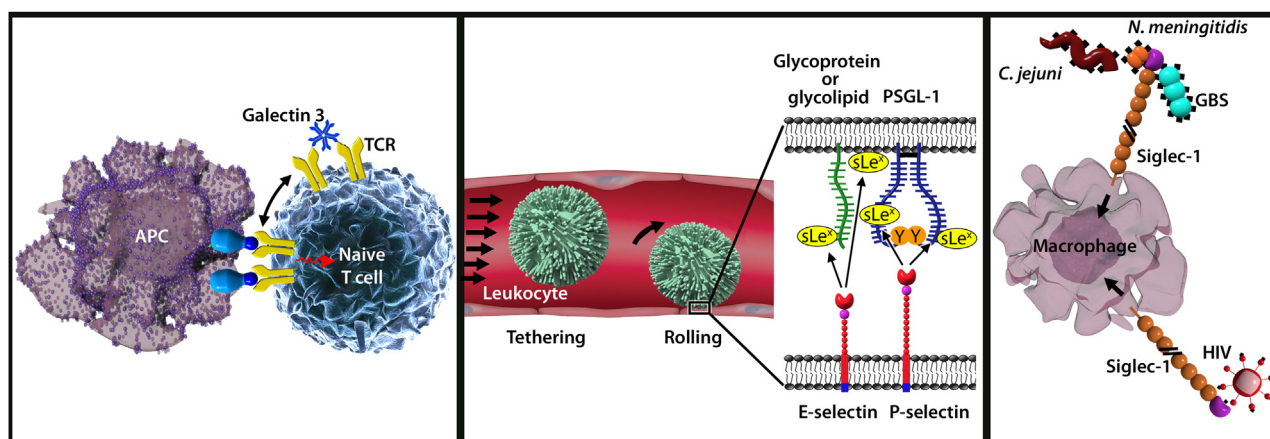 Galectin 3
TCR
APC
Naive
T cell
Leukocyte
Tethering
Rolling
Glycoprotein
or
glycolipid
PSGL-1
sLeˣ
sLeˣ
sLeˣ
sLeˣ
Y Y
E-selectin
P-selectin
N. meningitidis
C. jejuni
GBS
Siglec-1
Macrophage
Siglec-1
HIV